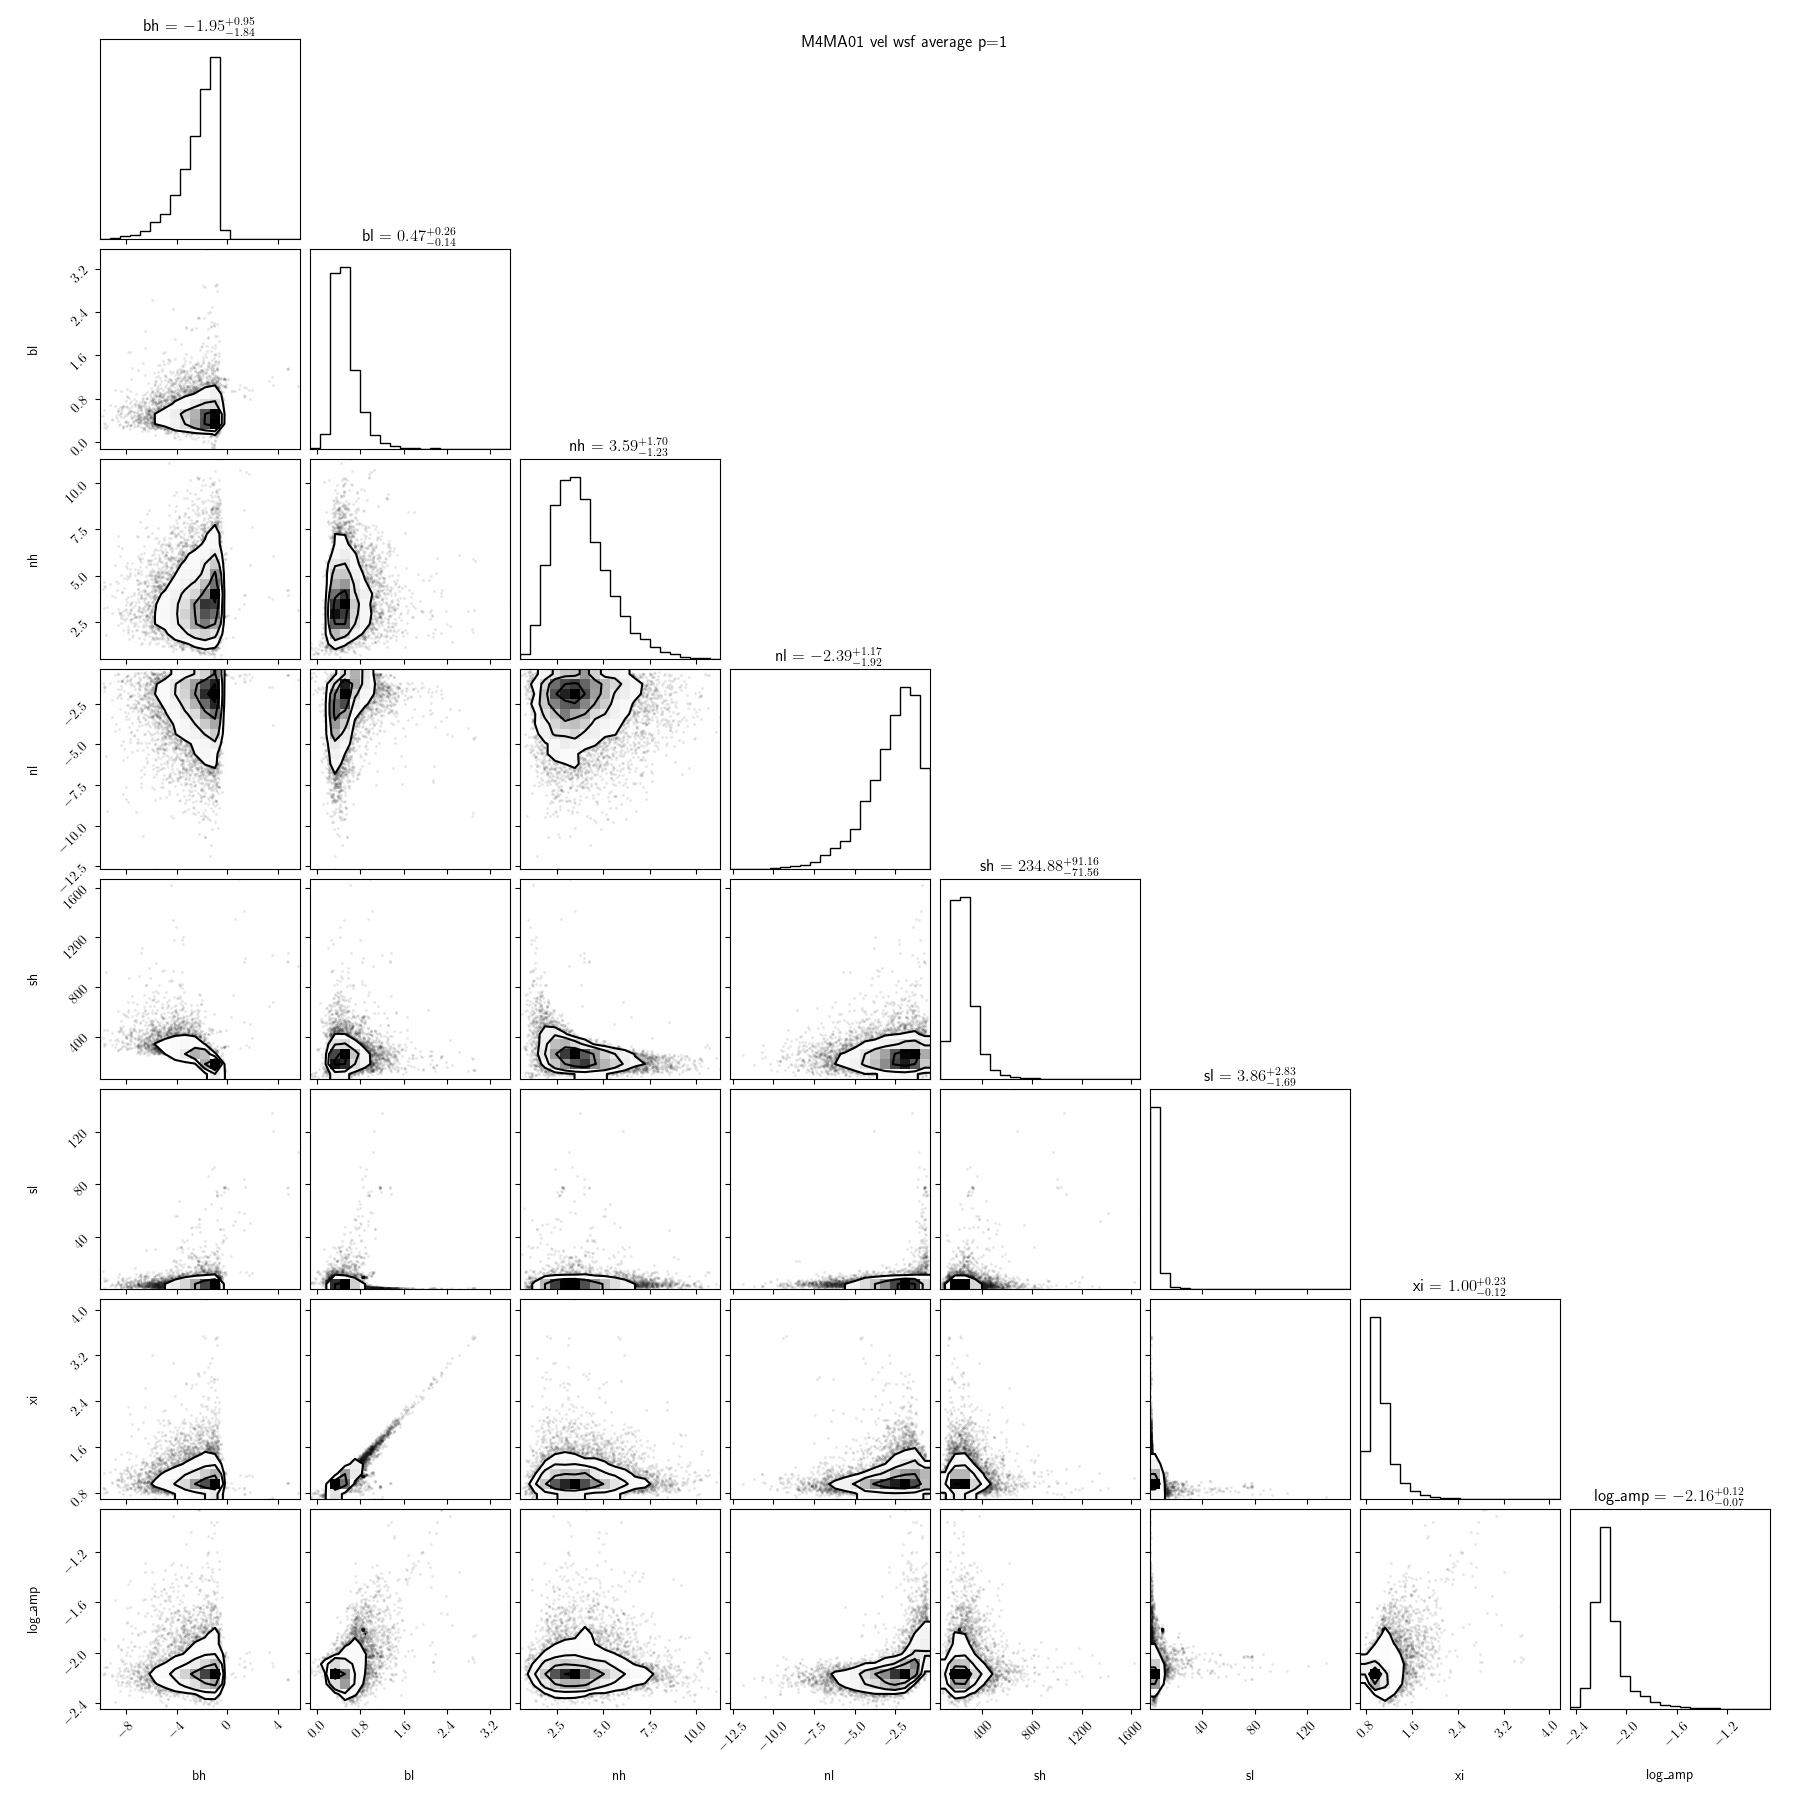 M4MA01 vel wsf average p=1
bh = −1.95 +0.95 −1.84
bl = 0.47 +0.26 −0.14
nh = 3.59 +1.70 −1.23
nl = −2.39 +1.17 −1.92
sh = 234.88 +91.16 −71.56
sl = 3.86 +2.83 −1.69
xi = 1.00 +0.23 −0.12
log_amp = −2.16 +0.12 −0.07
bl
3.2
2.4
1.6
0.8
0.0
nh
10.0
7.5
5.0
2.5
nl
−2.5
−5.0
−7.5
−10.0
−12.5
sh
1600
1200
800
400
sl
120
80
40
xi
4.0
3.2
2.4
1.6
0.8
log_amp
−1.2
−1.6
−2.0
−2.4
−8 −4 0 4
0.0 0.8 1.6 2.4 3.2
2.5 5.0 7.5 10.0
−12.5 −10.0 −7.5 −5.0 −2.5
400 800 1200 1600
40 80 120
0.8 1.6 2.4 3.2 4.0
−2.4 −2.0 −1.6 −1.2
bh bl nh nl sh sl xi log_amp